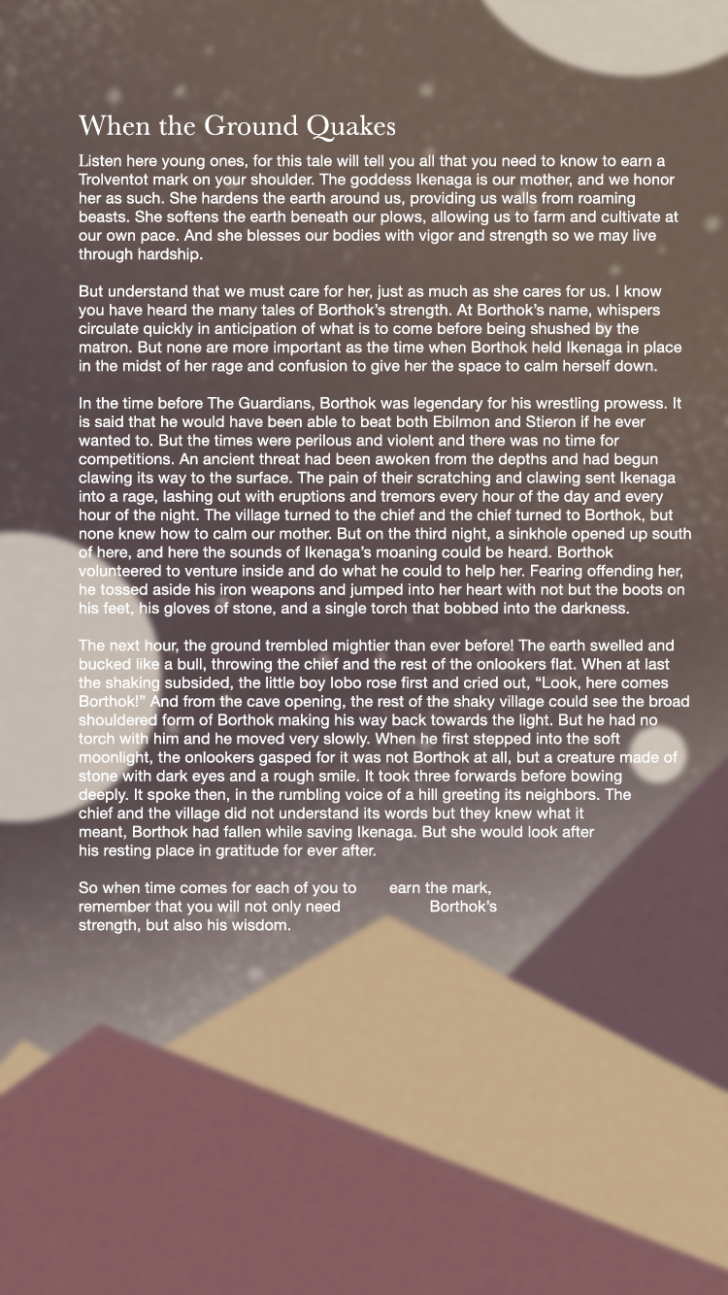 When the Ground Quakes
Listen here young ones, for this tale will tell you all that you need to know to earn a
Trolventot mark on your shoulder. The goddess Ikenaga is our mother, and we honor
her as such. She hardens the earth around us, providing us walls from roaming
beasts. She softens the earth beneath our plows, allowing us to farm and cultivate at
our own pace. And she blesses our bodies with vigor and strength so we may live
through hardship.
But understand that we must care for her, just as much as she cares for us. I know
you have heard the many tales of Borthok’s strength. At Borthok’s name, whispers
circulate quickly in anticipation of what is to come before being shushed by the
matron. But none are more important as the time when Borthok held Ikenaga in place
in the midst of her rage and confusion to give her the space to calm herself down.
In the time before The Guardians, Borthok was legendary for his wrestling prowess. It
is said that he would have been able to beat both Ebilmon and Stieron if he ever
wanted to. But the times were perilous and violent and there was no time for
competitions. An ancient threat had been awoken from the depths and had begun
clawing its way to the surface. The pain of their scratching and clawing sent Ikenaga
into a rage, lashing out with eruptions and tremors every hour of the day and every
hour of the night. The village turned to the chief and the chief turned to Borthok, but
none knew how to calm our mother. But on the third night, a sinkhole opened up south
of here, and here the sounds of Ikenaga’s moaning could be heard. Borthok
volunteered to venture inside and do what he could to help her. Fearing offending her,
he tossed aside his iron weapons and jumped into her heart with not but the boots on
his feet, his gloves of stone, and a single torch that bobbed into the darkness.
The next hour, the ground trembled mightier than ever before! The earth swelled and
bucked like a bull, throwing the chief and the rest of the onlookers flat. When at last
the shaking subsided, the little boy Iobo rose first and cried out, “Look, here comes
Borthok!” And from the cave opening, the rest of the shaky village could see the broad
shouldered form of Borthok making his way back towards the light. But he had no
torch with him and he moved very slowly. When he first stepped into the soft
moonlight, the onlookers gasped for it was not Borthok at all, but a creature made of
stone with dark eyes and a rough smile. It took three forwards before bowing
deeply. It spoke then, in the rumbling voice of a hill greeting its neighbors. The
chief and the village did not understand its words but they knew what it
meant, Borthok had fallen while saving Ikenaga. But she would look after
his resting place in gratitude for ever after.
So when time comes for each of you to earn the mark,
remember that you will not only need Borthok’s
strength, but also his wisdom.